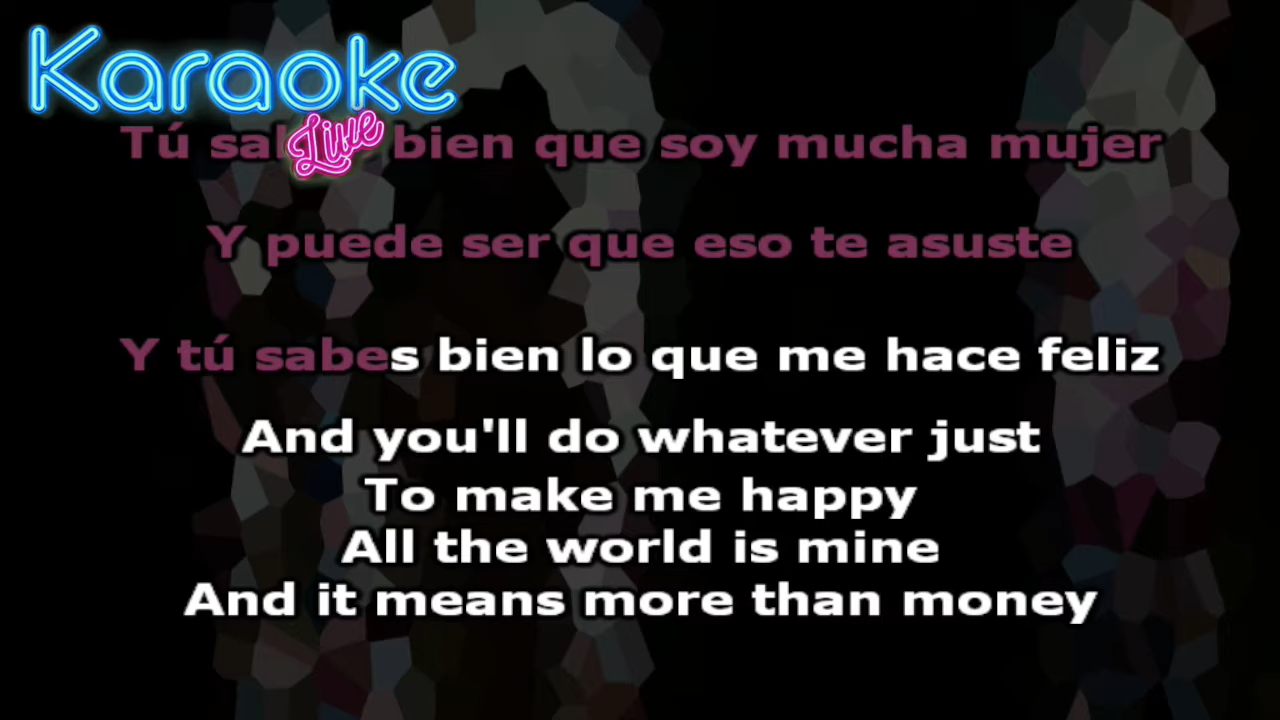 Karaoke
Live
Tú sabes bien que soy mucha mujer
Y puede ser que eso te asuste
Y tú sabes bien lo que me hace feliz
And you'll do whatever just
To make me happy
All the world is mine
And it means more than money